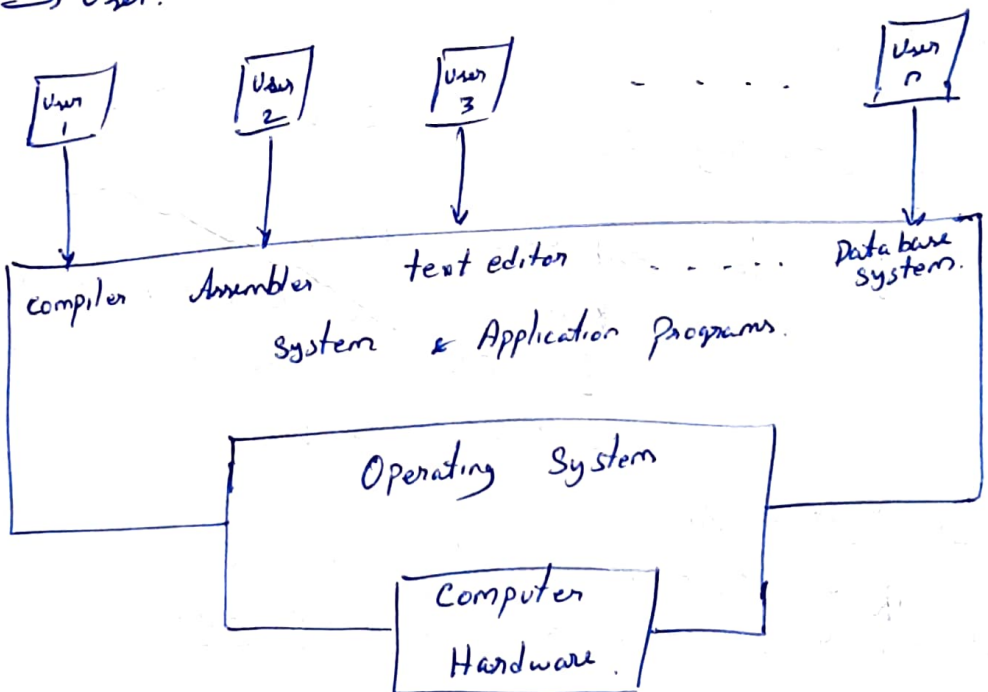 ⇒ User.
User 1
User 2
User 3
- - . . .
User n
compiler Assembler text editor . - - - . . Database system.
System & Application Programs.
Operating System
Computer
Hardware.